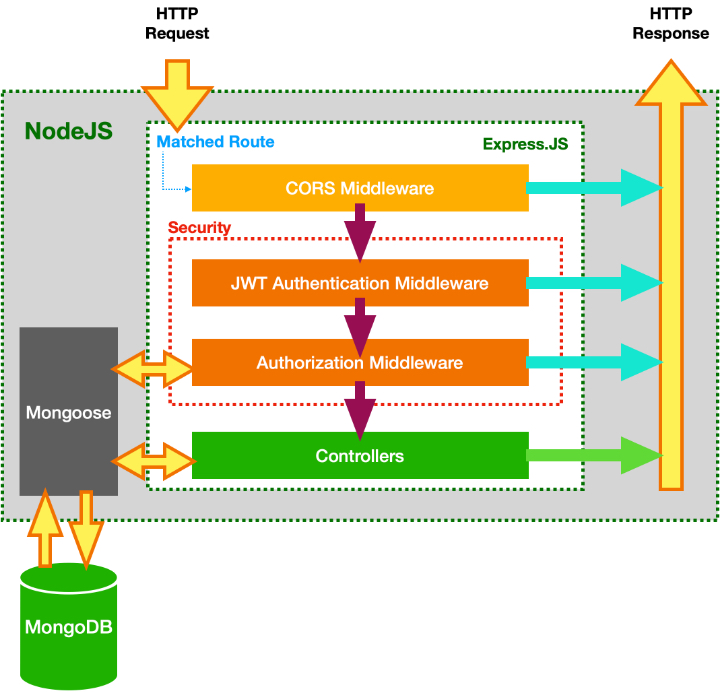 HTTP
Request
HTTP
Response
NodeJS
Matched Route
Express.JS
CORS Middleware
Security
JWT Authentication Middleware
Authorization Middleware
Mongoose
Controllers
MongoDB